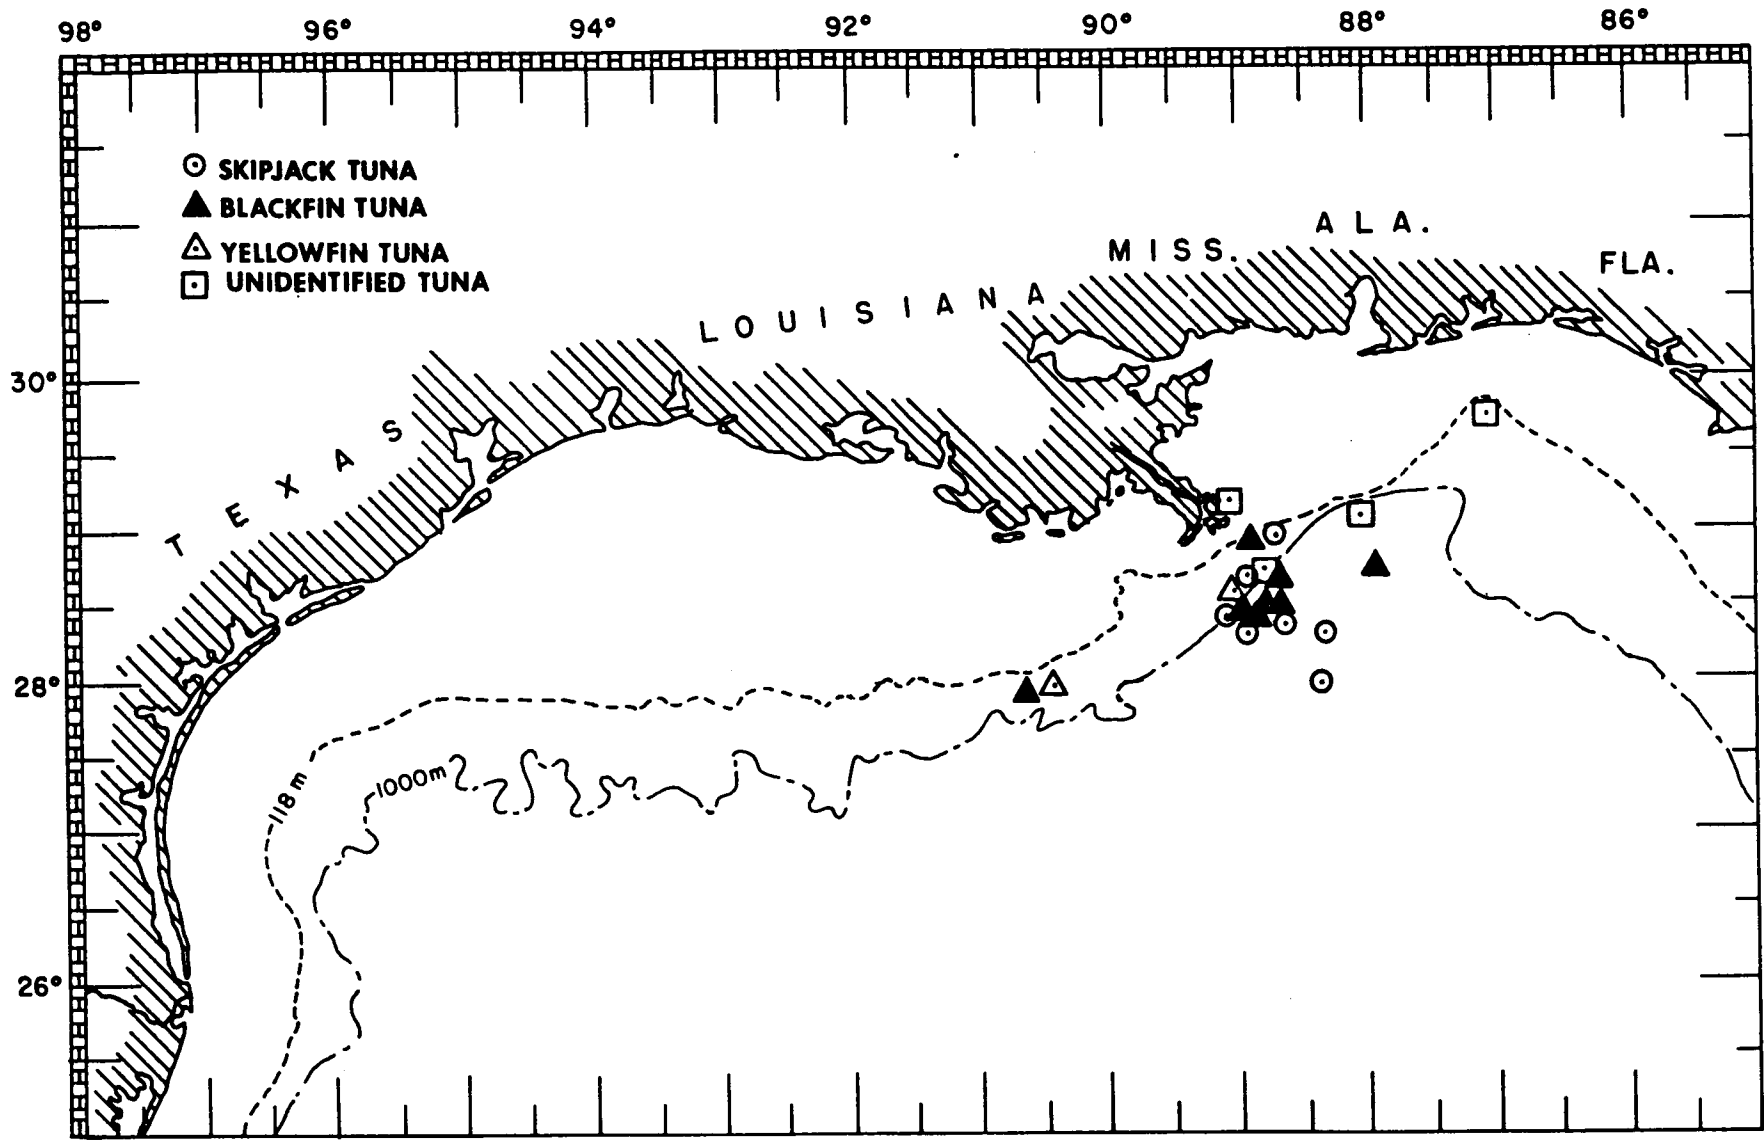 98° 96° 94° 92° 90° 88° 86°
SKIPJACK TUNA
BLACKFIN TUNA
YELLOWFIN TUNA
UNIDENTIFIED TUNA
ALA.
MISS.
FLA.
LOUISIANA
30°
TEXAS
28°
118 m
1000m
26°